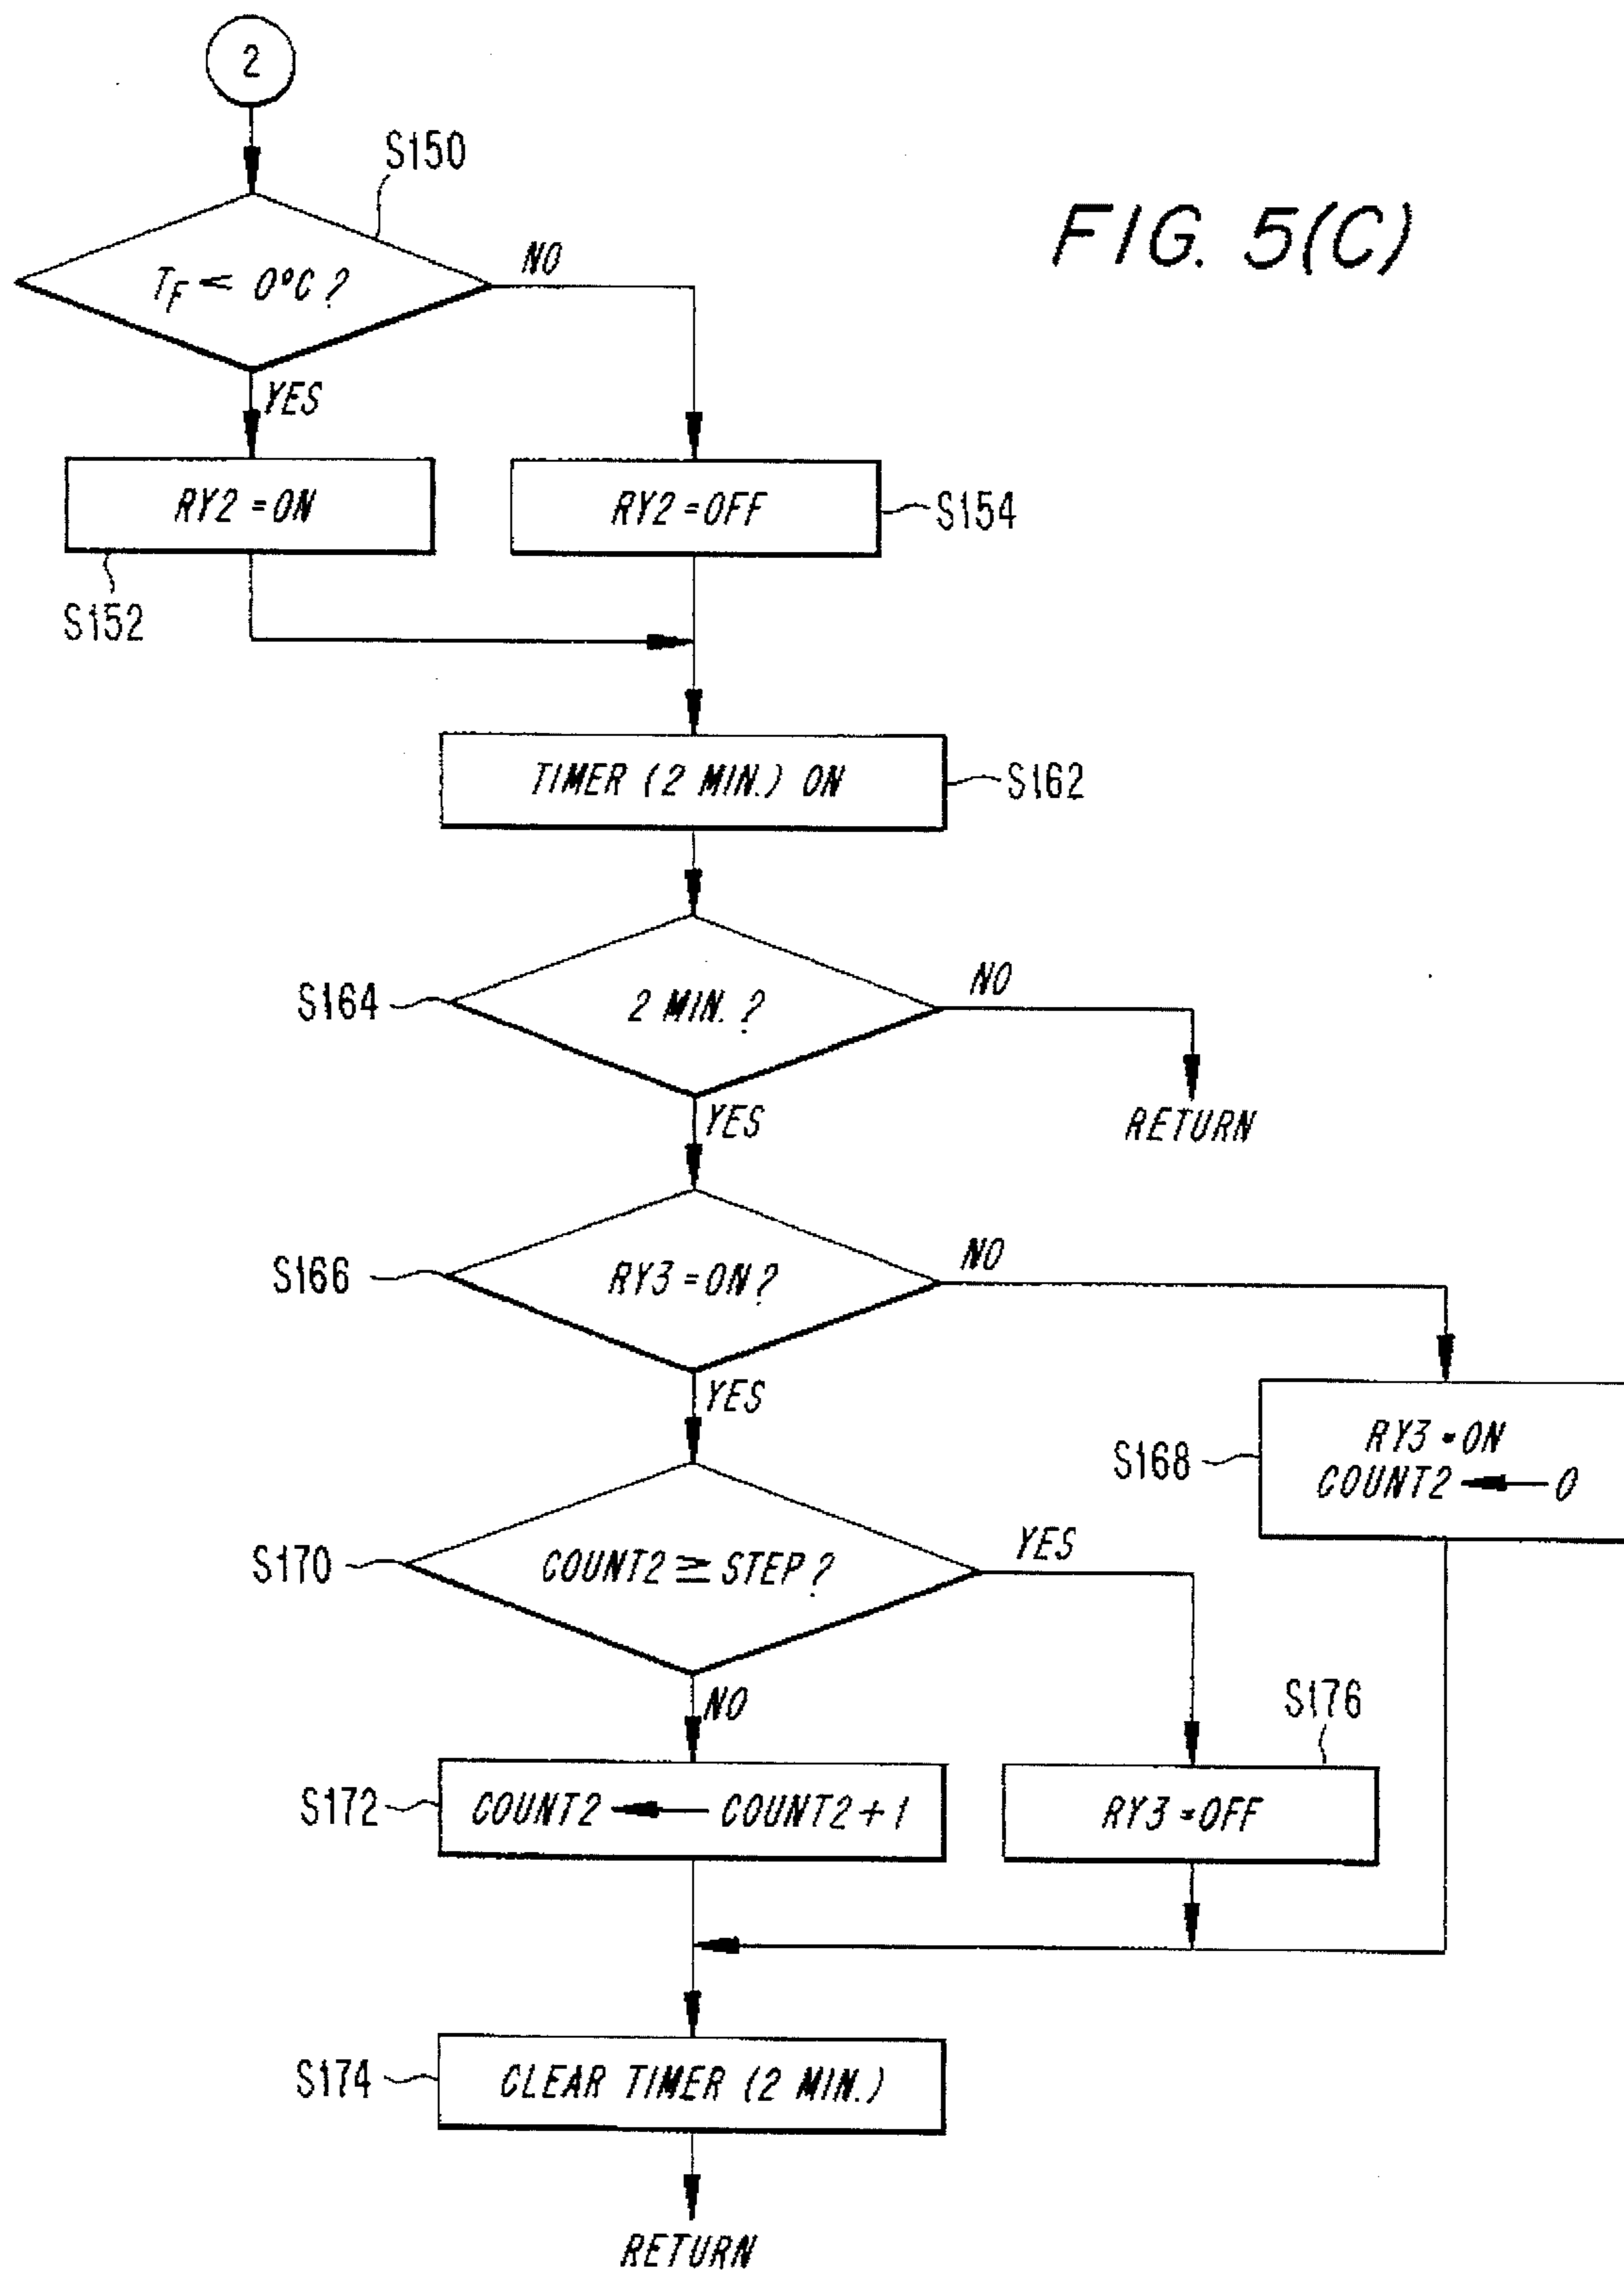 2
S150
FIG. 5(C)
TF < 0°C?
NO
YES
RY2=ON
RY2=OFF
S154
S152
TIMER (2 MIN.) ON
S162
S164
2 MIN.?
NO
RETURN
YES
S166
RY3=ON?
NO
YES
S168
RY3=ON
COUNT2 ← 0
S170
COUNT2 ≥ STEP?
YES
NO
S176
S172
COUNT2 ← COUNT2+1
RY3=OFF
S174
CLEAR TIMER (2 MIN.)
RETURN